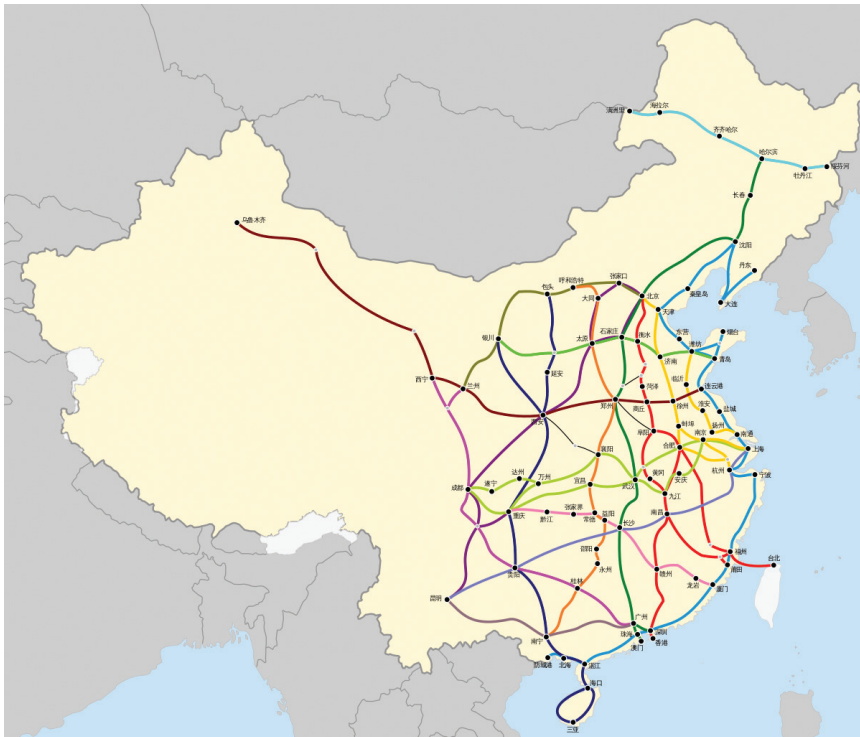 满洲里
海拉尔
齐齐哈尔
哈尔滨
牡丹江
绥芬河
长春
乌鲁木齐
沈阳
丹东
呼和浩特
张家口
包头
大同
北京
秦皇岛
大连
天津
银川
太原
石家庄
衡水
东营
烟台
潍坊
青岛
济南
西宁
兰州
延安
菏泽
临沂
连云港
郑州
商丘
徐州
淮安
盐城
西安
阜阳
蚌埠
扬州
南京
南通
合肥
上海
襄阳
成都
遂宁
达州
万州
宜昌
武汉
黄冈
安庆
杭州
宁波
九江
重庆
黔江
张家界
常德
益阳
南昌
长沙
邵阳
福州
台北
莆田
贵阳
永州
赣州
龙岩
厦门
昆明
桂林
广州
珠海
深圳
香港
澳门
南宁
防城港
北海
湛江
海口
三亚